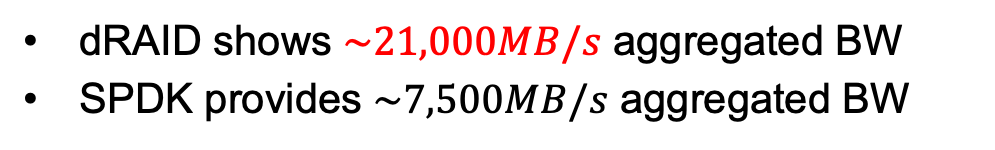 • dRAID shows ~21,000MB/s aggregated BW
• SPDK provides ~7,500MB/s aggregated BW